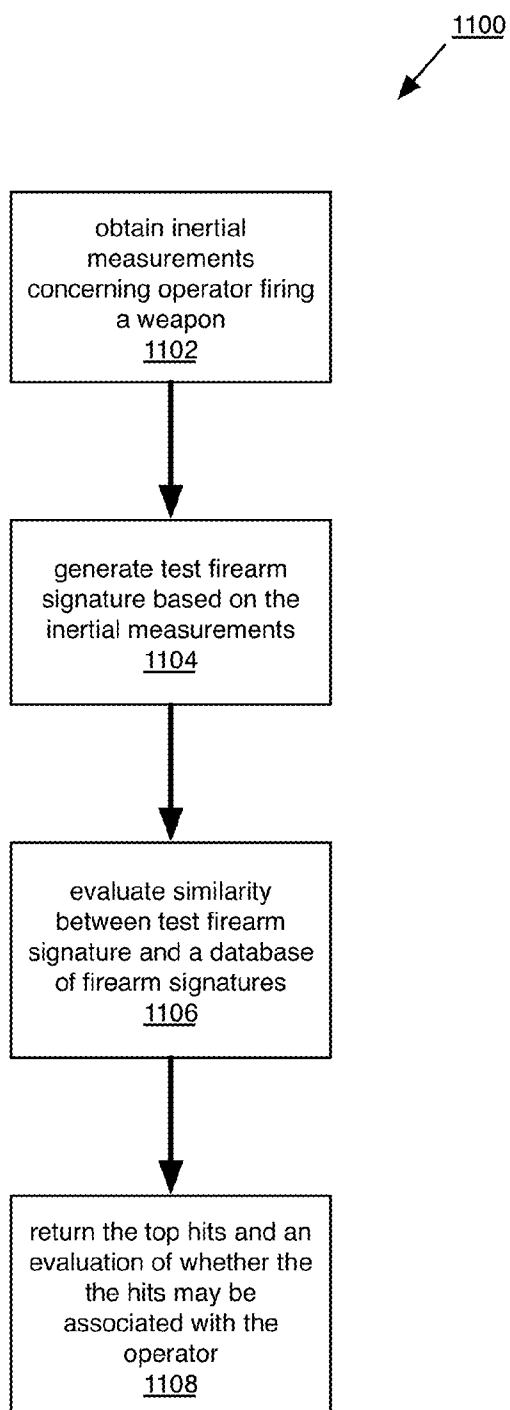 1100
obtain inertial
measurements
concerning operator firing
a weapon
1102
generate test firearm
signature based on the
inertial measurements
1104
evaluate similarity
between test firearm
signature and a database
of firearm signatures
1106
return the top hits and an
evaluation of whether the
the hits may be
associated with the
operator
1108